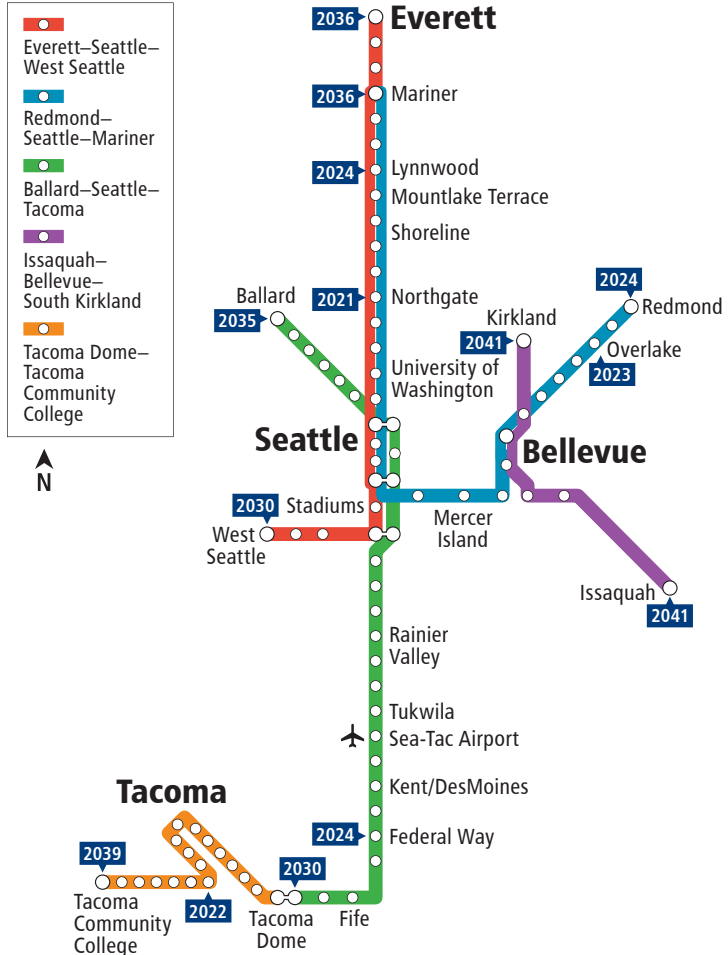 Everett–Seattle–
West Seattle
Redmond–
Seattle–Mariner
Ballard–Seattle–
Tacoma
Issaquah–
Bellevue–
South Kirkland
Tacoma Dome–
Tacoma
Community
College
N
2036
Everett
2036
Mariner
2024
Lynnwood
Mountlake Terrace
Shoreline
2021
Northgate
Ballard
2035
University of
Washington
Kirkland
2041
2024
Redmond
Overlake
2023
Seattle
Bellevue
Stadiums
2030
West
Seattle
Mercer
Island
Issaquah
2041
Rainier
Valley
Tukwila
Sea-Tac Airport
Kent/DesMoines
2024
Federal Way
Tacoma
2039
Tacoma
Community
College
2022
2030
Tacoma
Dome
Fife